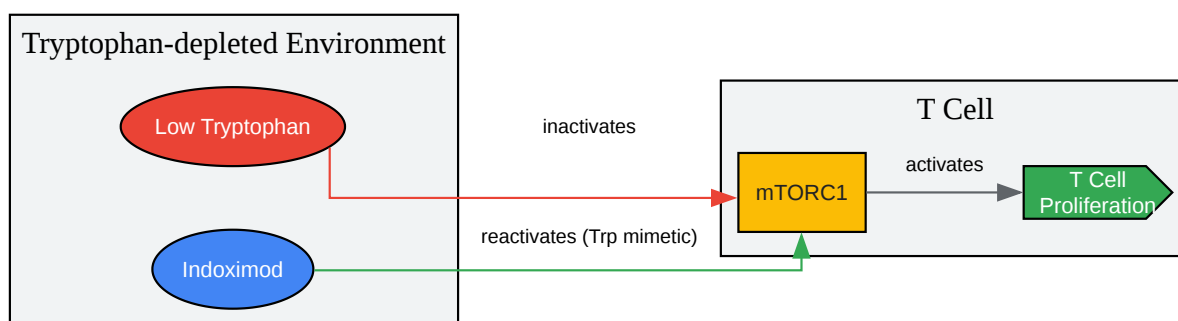 Tryptophan-depleted Environment
Low Tryptophan
inactivates
T Cell
mTORC1
activates
T Cell
Proliferation
reactivates (Trp mimetic)
Indoximod